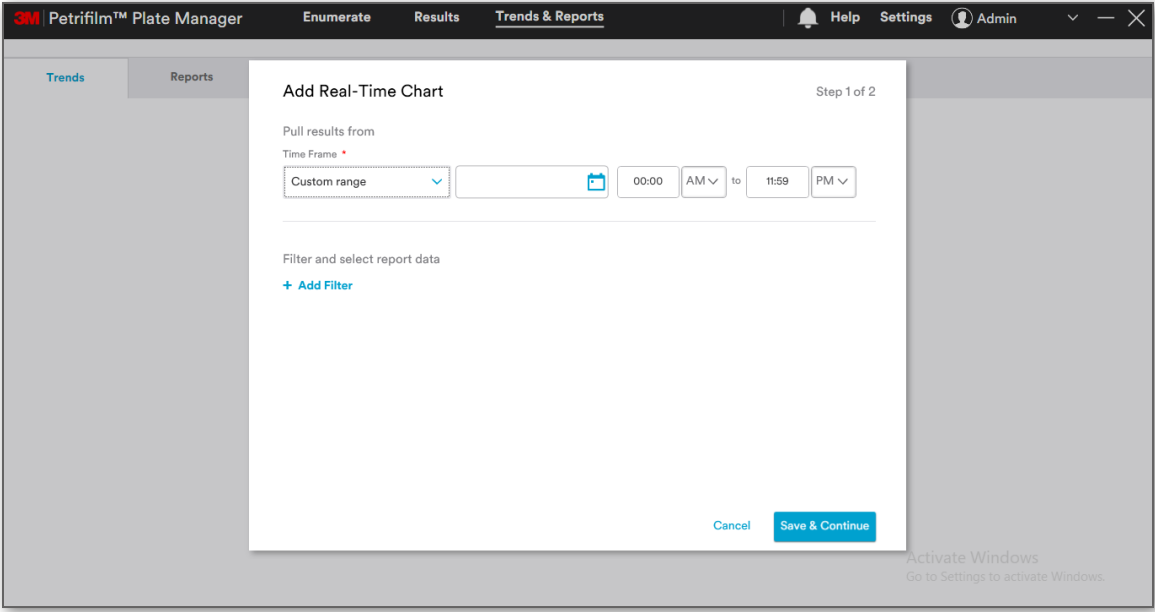 3M Petrifilm™ Plate Manager Enumerate Results Trends & Reports Help Settings Admin
Trends Reports
Add Real-Time Chart Step 1 of 2
Pull results from
Time Frame *
Custom range 00:00 AM to 11:59 PM
Filter and select report data
+ Add Filter
Cancel Save & Continue
Activate Windows
Go to Settings to activate Windows.